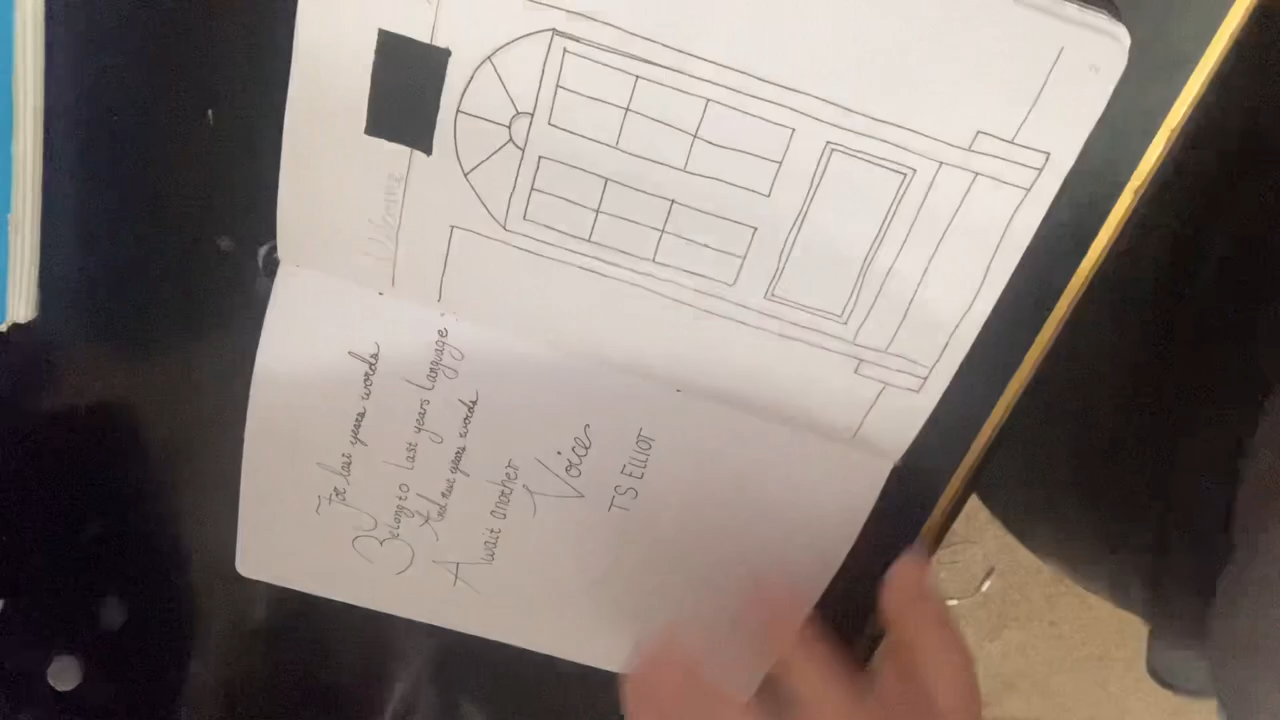 For last years words
Belong to last years language
And next years words
Await another
Voice
TS ELLIOT